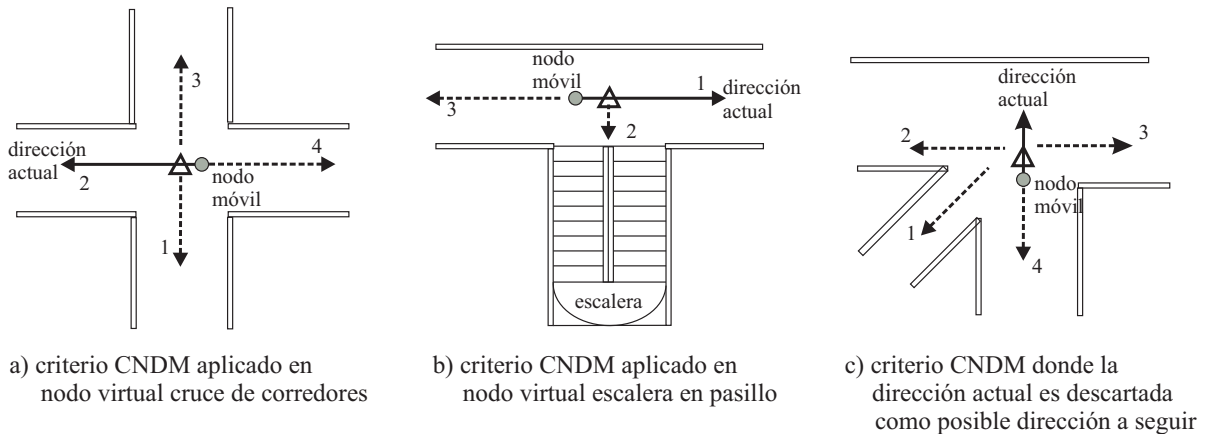 3
4
dirección
actual
2
nodo
móvil
1
a) criterio CNDM aplicado en
nodo virtual cruce de corredores
nodo
móvil
1
dirección
actual
3
2
escalera
b) criterio CNDM aplicado en
nodo virtual escalera en pasillo
dirección
actual
2
3
nodo
móvil
1
4
c) criterio CNDM donde la
dirección actual es descartada
como posible dirección a seguir